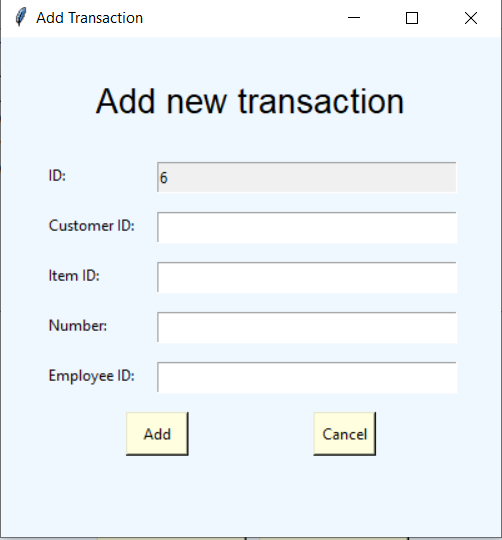 Add Transaction
Add new transaction
ID: 6
Customer ID:
Item ID:
Number:
Employee ID:
Add Cancel